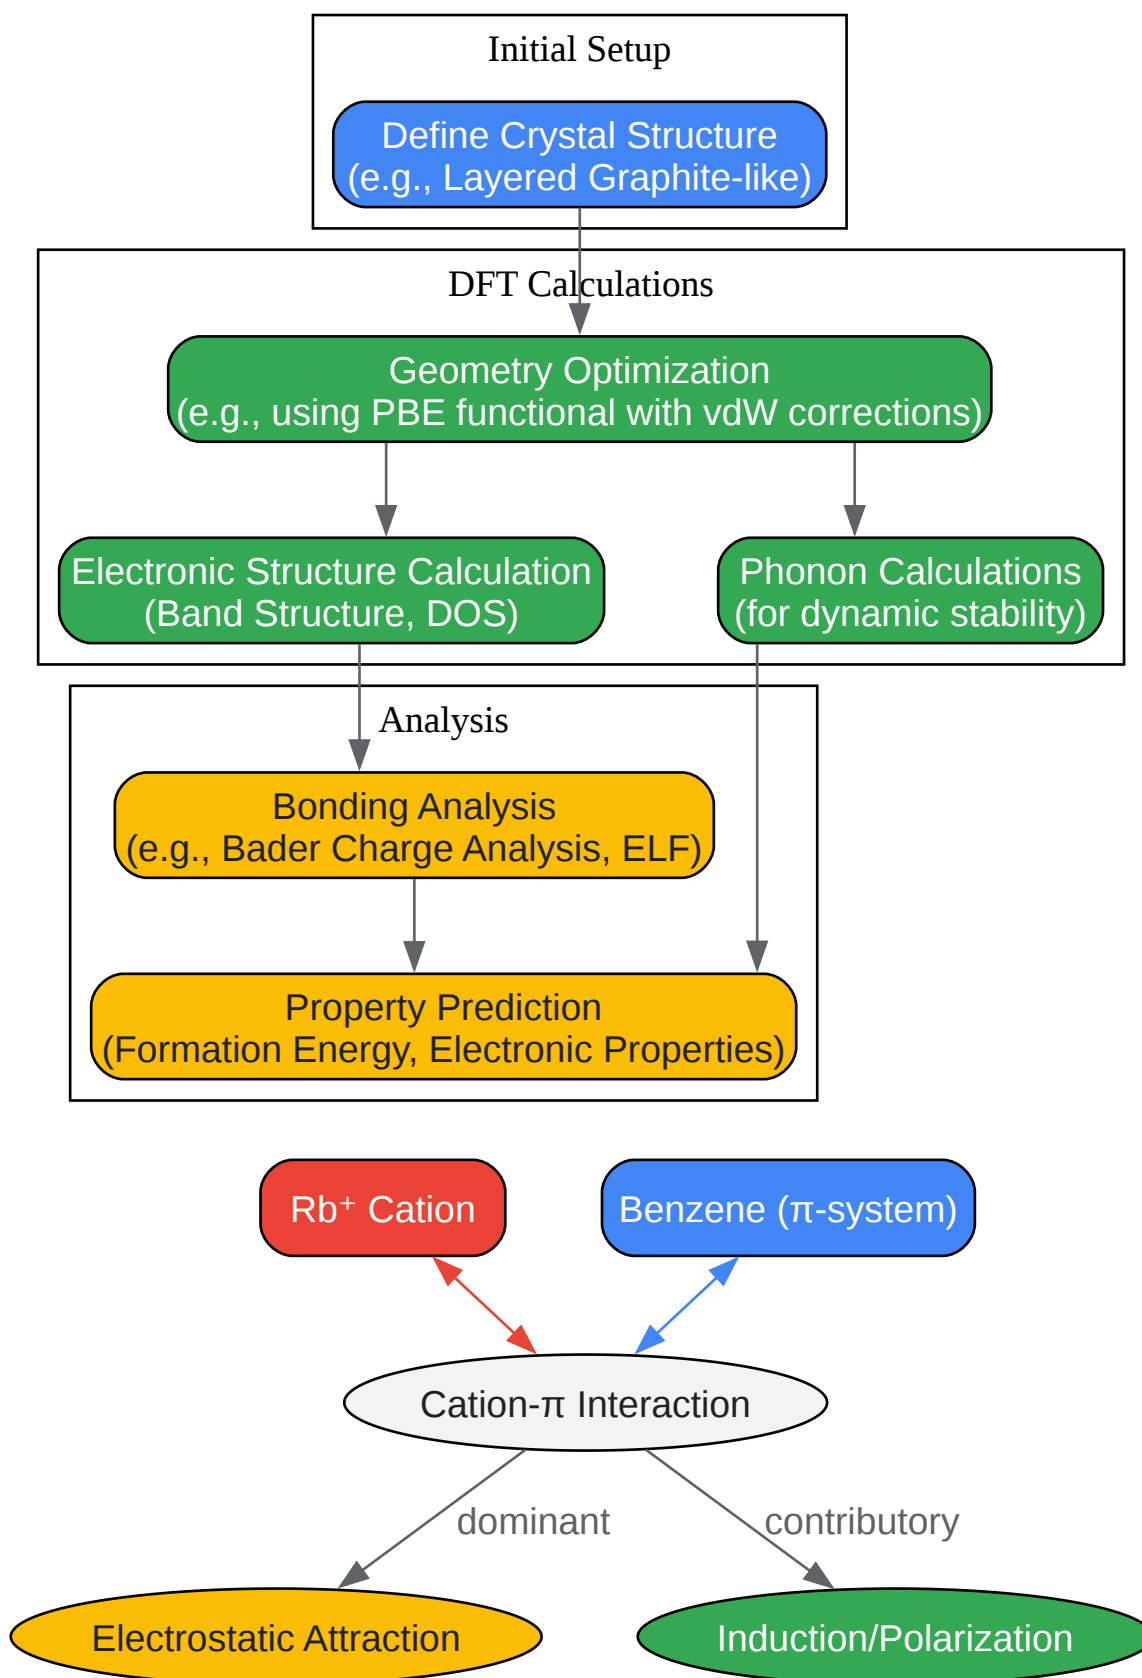 Initial Setup
Define Crystal Structure
(e.g., Layered Graphite-like)
DFT Calculations
Geometry Optimization
(e.g., using PBE functional with vdW corrections)
Electronic Structure Calculation
(Band Structure, DOS)
Phonon Calculations
(for dynamic stability)
Analysis
Bonding Analysis
(e.g., Bader Charge Analysis, ELF)
Property Prediction
(Formation Energy, Electronic Properties)
Rb⁺ Cation
Benzene (π-system)
Cation-π Interaction
dominant
contributory
Electrostatic Attraction
Induction/Polarization